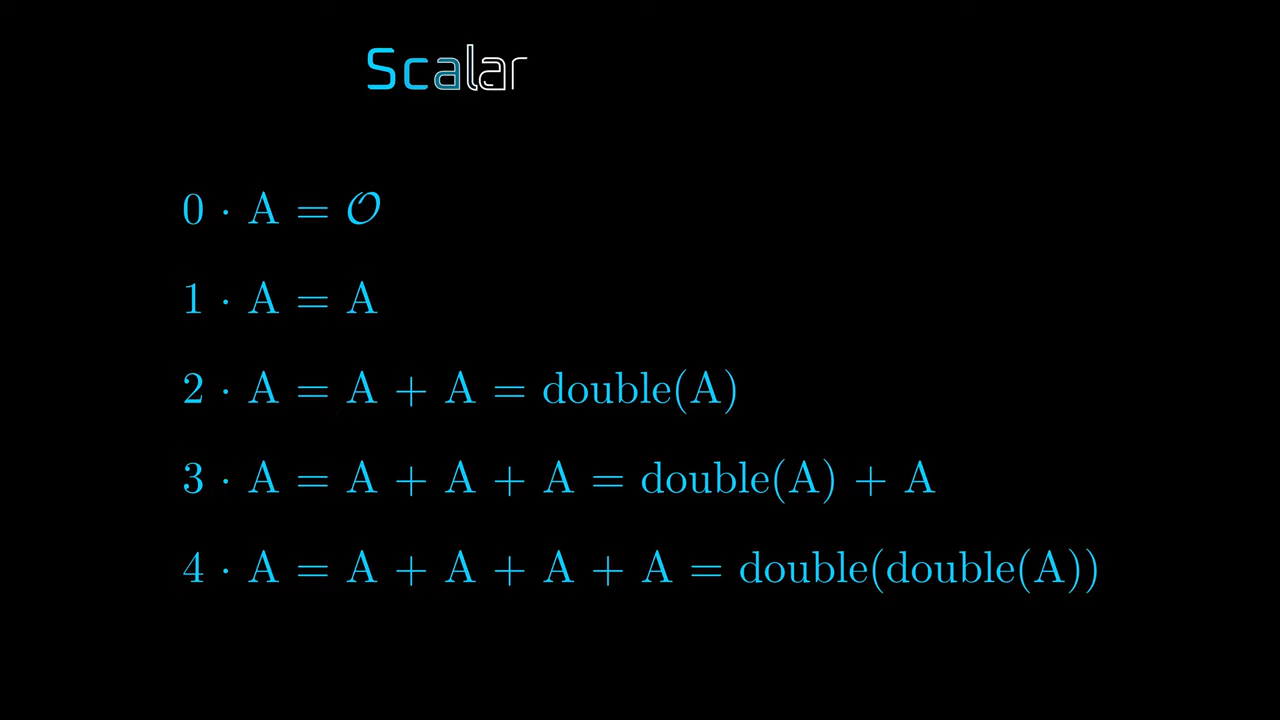 Scalar
0 · A = 𝒪
1 · A = A
2 · A = A + A = double(A)
3 · A = A + A + A = double(A) + A
4 · A = A + A + A + A = double(double(A))